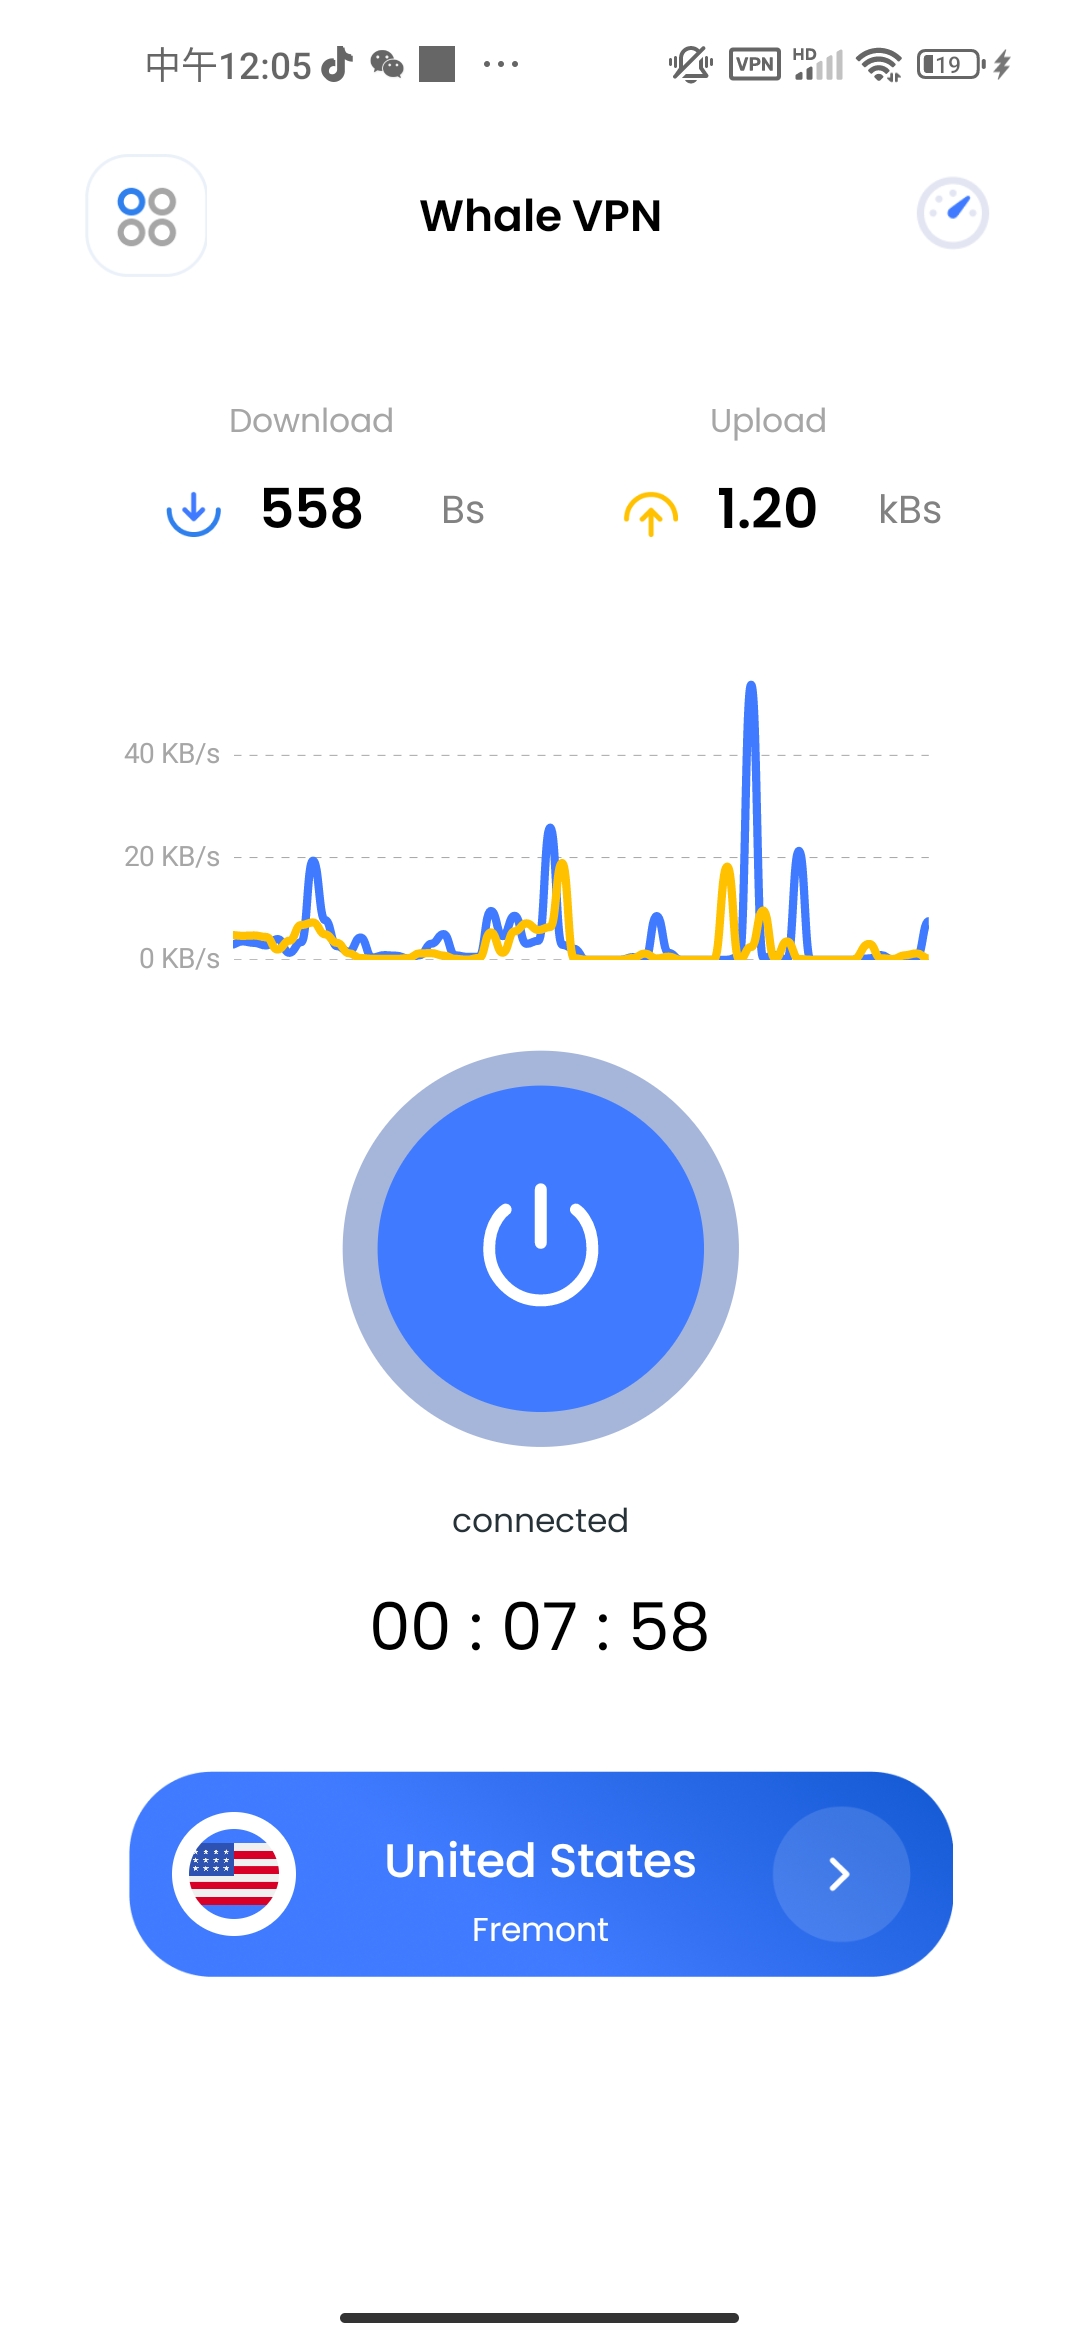 中午12:05 ... VPN HD 19
Whale VPN
Download Upload
558 Bs 1.20 kBs
40 KB/s
20 KB/s
0 KB/s
connected
00 : 07 : 58
United States
Fremont